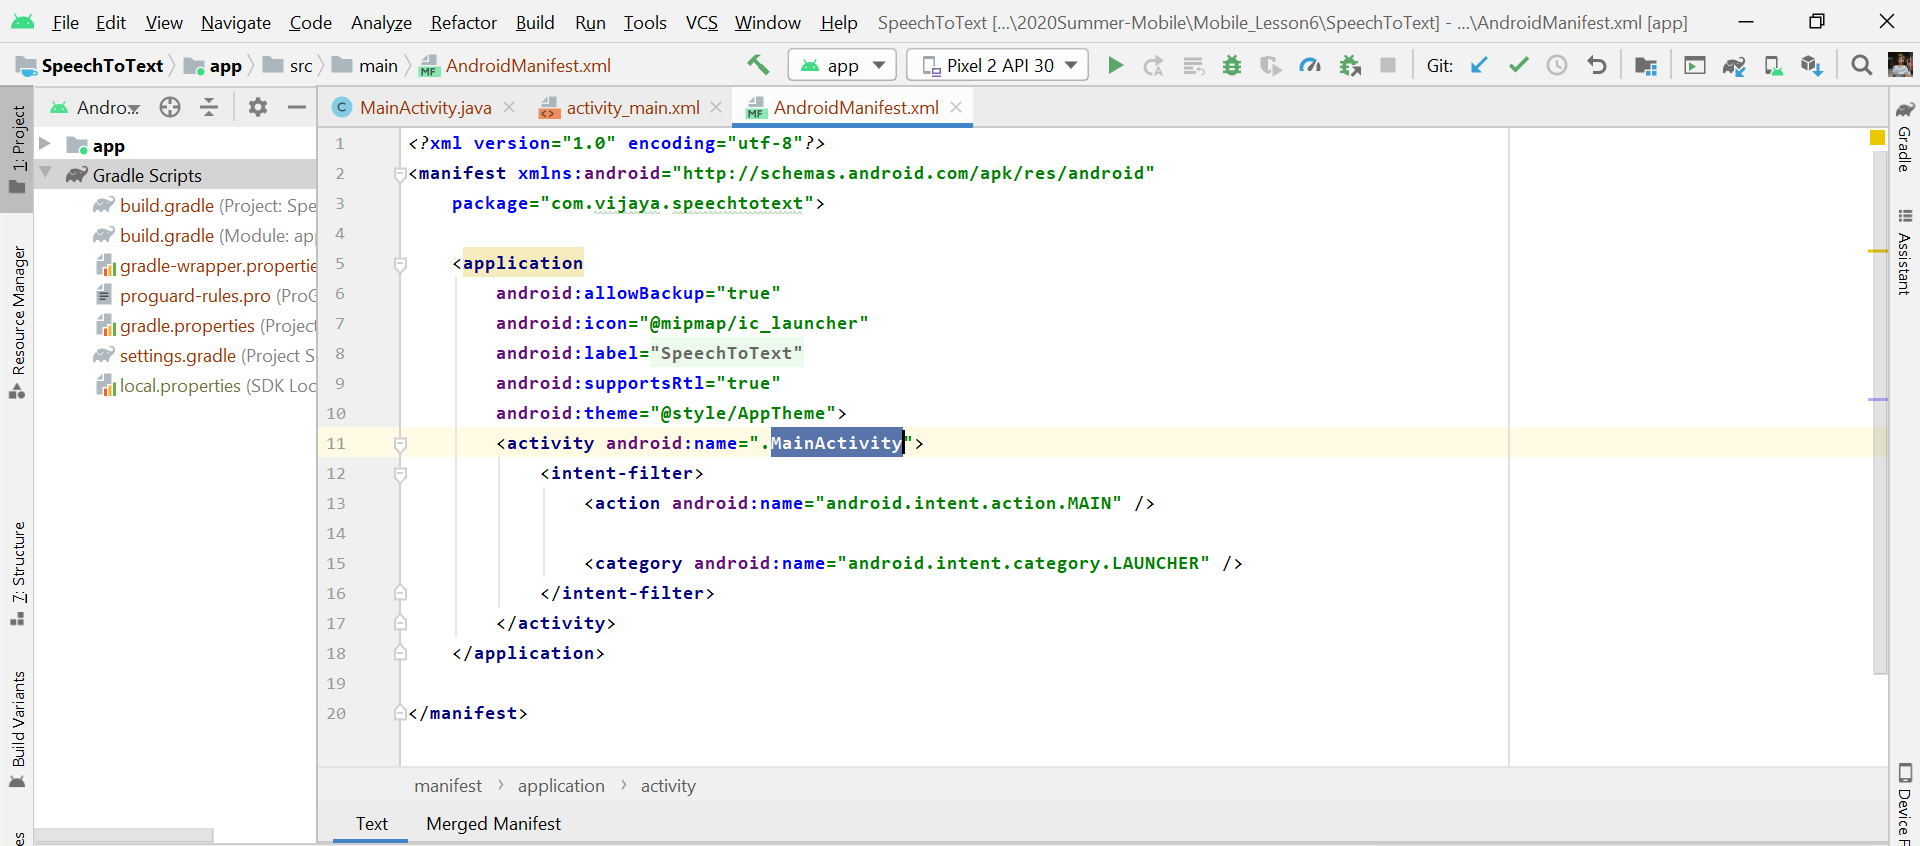 File Edit View Navigate Code Analyze Refactor Build Run Tools VCS Window Help SpeechToText [...\2020Summer-Mobile\Mobile_Lesson6\SpeechToText] - ...\AndroidManifest.xml [app]
SpeechToText app src main MF AndroidManifest.xml app Pixel 2 API 30 Git:
Andro... C MainActivity.java activity_main.xml MF AndroidManifest.xml
1: Project
Resource Manager
7: Structure
Build Variants
es
app
Gradle Scripts
build.gradle (Project: Spe
build.gradle (Module: app
gradle-wrapper.propertie
proguard-rules.pro (ProG
gradle.properties (Project
settings.gradle (Project S
local.properties (SDK Loc
1 <?xml version="1.0" encoding="utf-8"?>
2 <manifest xmlns:android="http://schemas.android.com/apk/res/android"
3 package="com.vijaya.speechtotext">
4
5 <application
6 android:allowBackup="true"
7 android:icon="@mipmap/ic_launcher"
8 android:label="SpeechToText"
9 android:supportsRtl="true"
10 android:theme="@style/AppTheme">
11 <activity android:name=".MainActivity">
12 <intent-filter>
13 <action android:name="android.intent.action.MAIN" />
14
15 <category android:name="android.intent.category.LAUNCHER" />
16 </intent-filter>
17 </activity>
18 </application>
19
20 </manifest>
manifest › application › activity
Text Merged Manifest
Gradle
Assistant
Device F